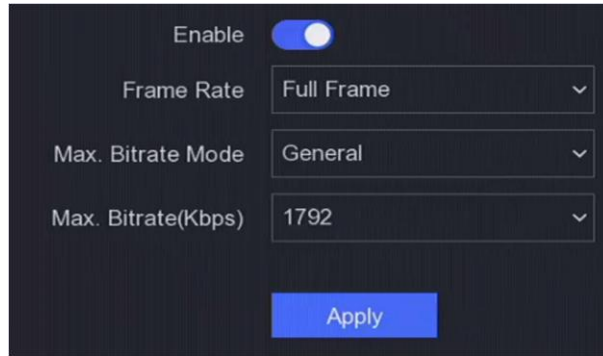 Enable
Frame Rate Full Frame
Max. Bitrate Mode General
Max. Bitrate(Kbps) 1792
Apply